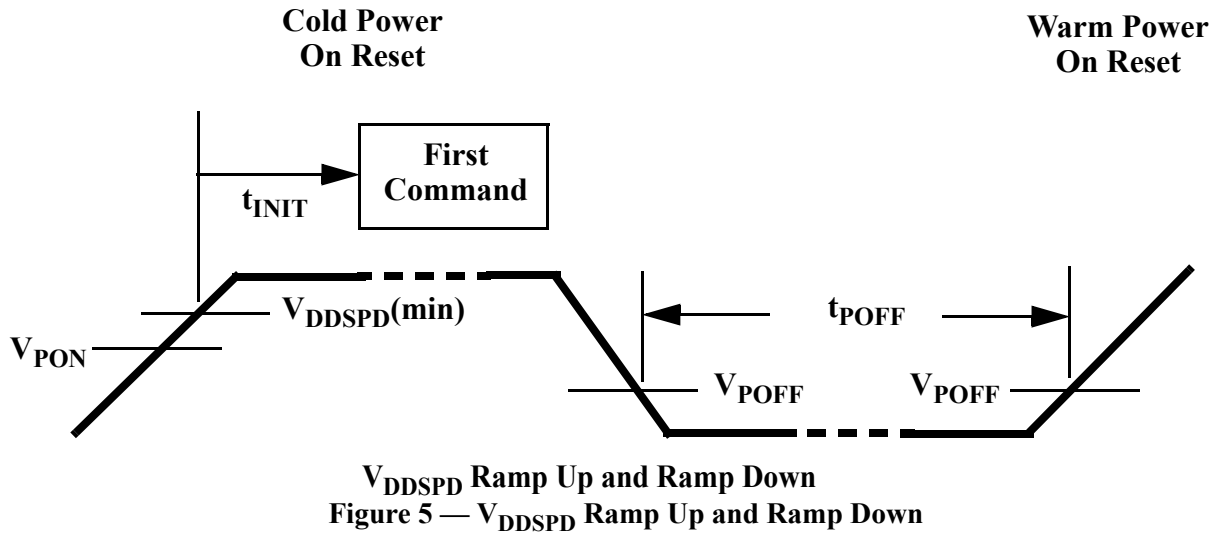 Cold Power
On Reset
Warm Power
On Reset
First
Command
tINIT
VDDSPD(min)
VPON
tPOFF
VPOFF
VPOFF
VDDSPD Ramp Up and Ramp Down
Figure 5 — VDDSPD Ramp Up and Ramp Down